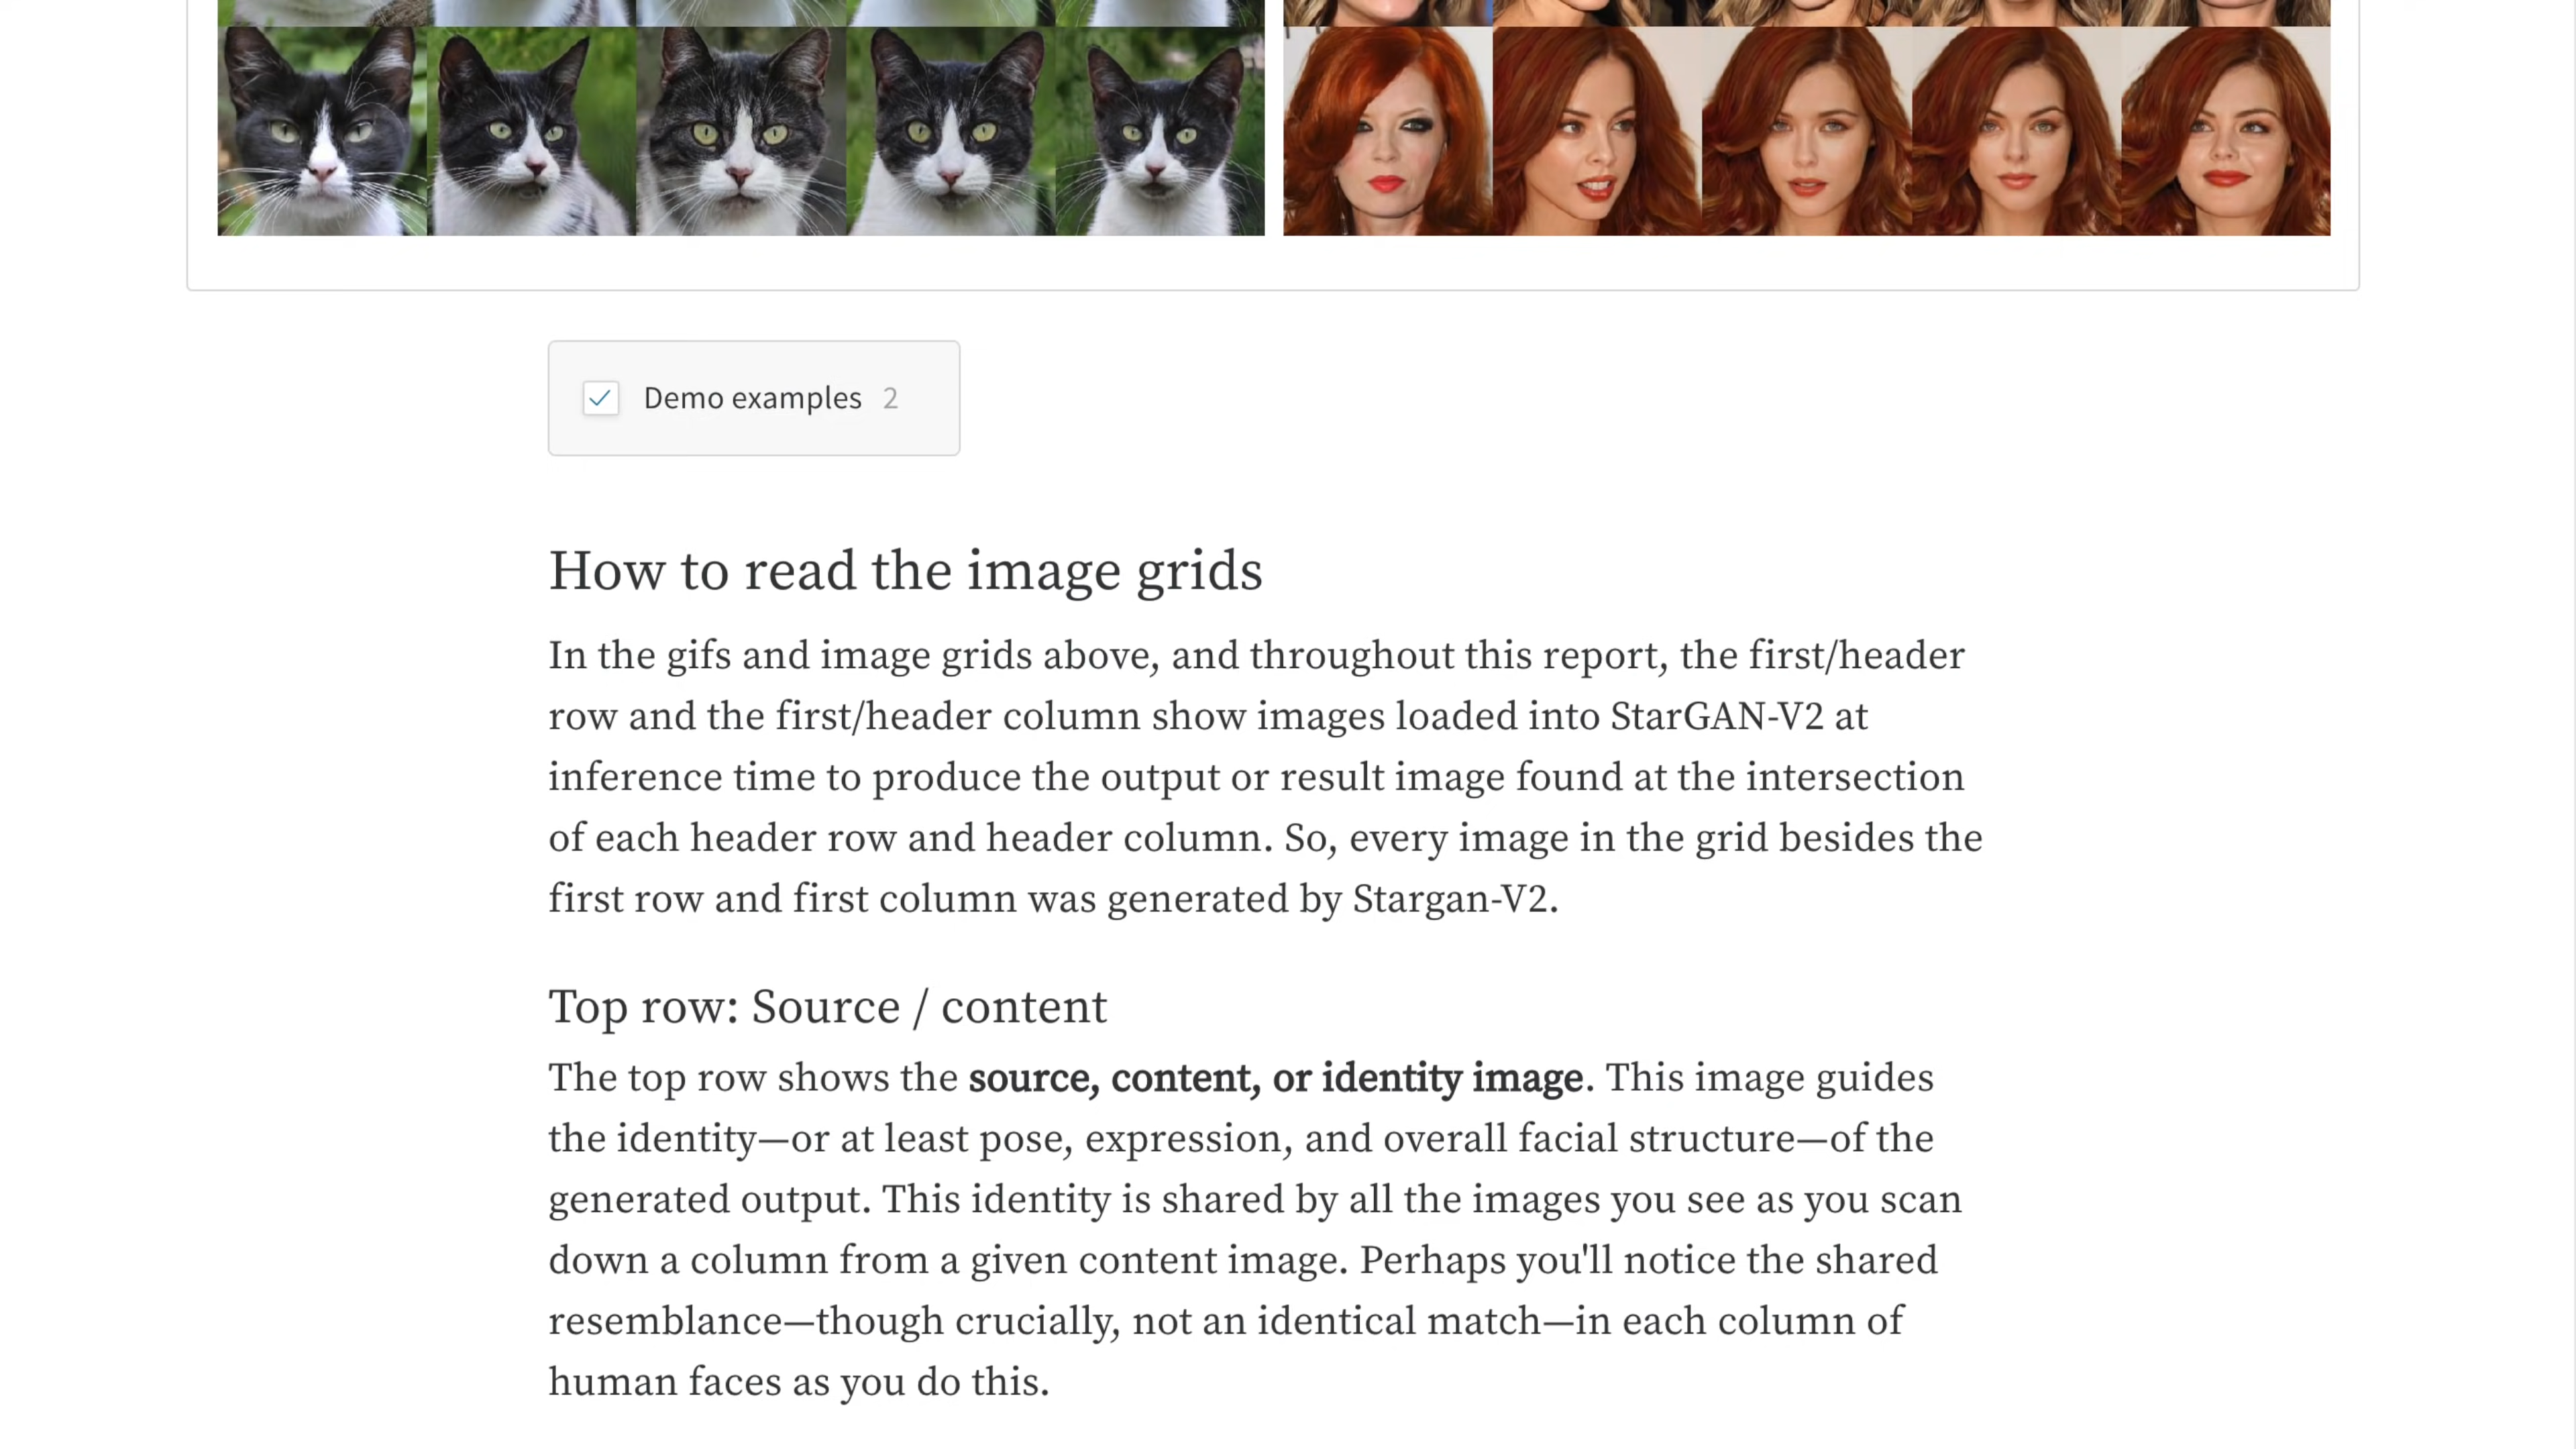 Demo examples 2
How to read the image grids
In the gifs and image grids above, and throughout this report, the first/header
row and the first/header column show images loaded into StarGAN-V2 at
inference time to produce the output or result image found at the intersection
of each header row and header column. So, every image in the grid besides the
first row and first column was generated by Stargan-V2.
Top row: Source / content
The top row shows the source, content, or identity image. This image guides
the identity—or at least pose, expression, and overall facial structure—of the
generated output. This identity is shared by all the images you see as you scan
down a column from a given content image. Perhaps you'll notice the shared
resemblance—though crucially, not an identical match—in each column of
human faces as you do this.